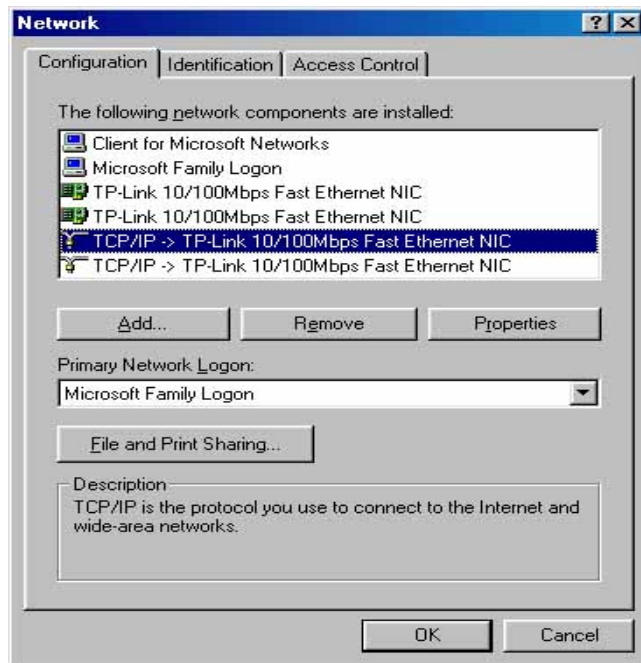 Network
? X
Configuration
Identification
Access Control
The following network components are installed:
Client for Microsoft Networks
Microsoft Family Logon
TP-Link 10/100Mbps Fast Ethernet NIC
TP-Link 10/100Mbps Fast Ethernet NIC
TCP/IP -> TP-Link 10/100Mbps Fast Ethernet NIC
TCP/IP -> TP-Link 10/100Mbps Fast Ethernet NIC
Add...
Remove
Properties
Primary Network Logon:
Microsoft Family Logon
File and Print Sharing...
Description
TCP/IP is the protocol you use to connect to the Internet and
wide-area networks.
OK
Cancel